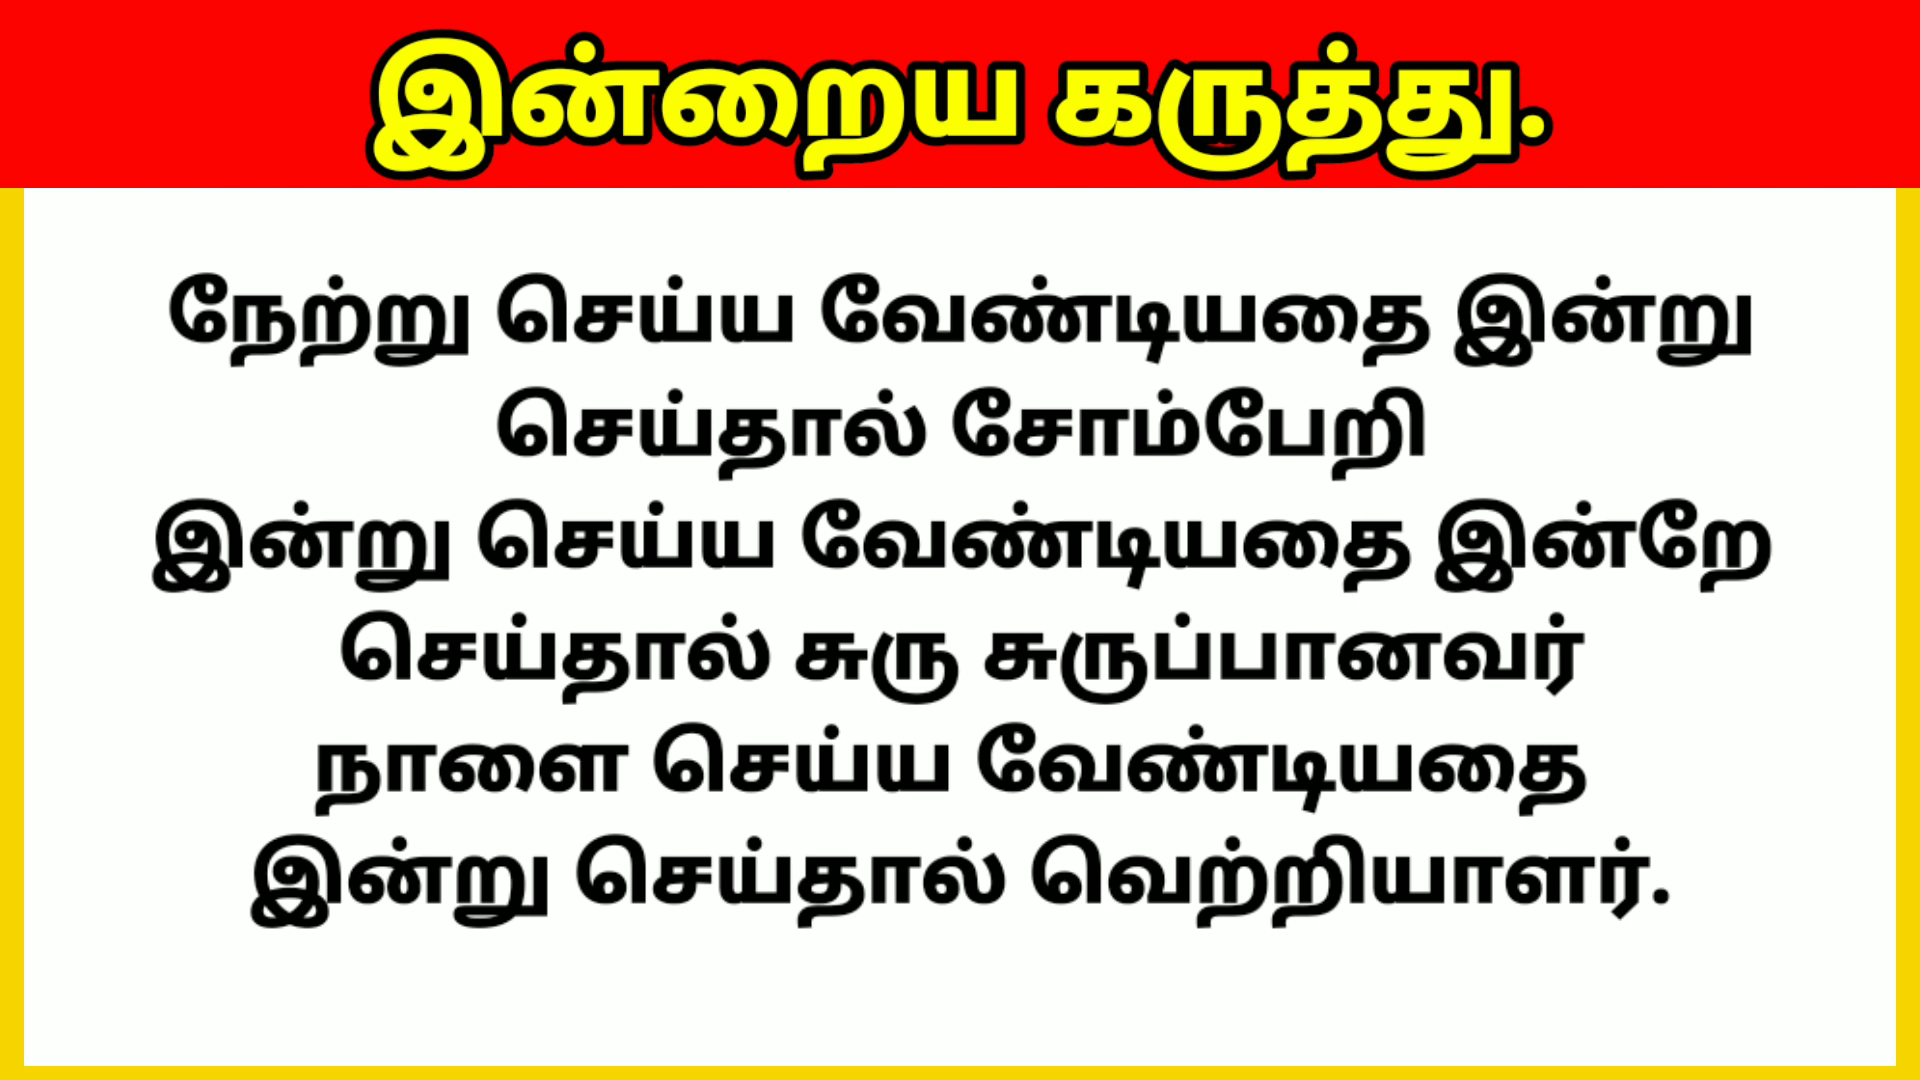 இன்றைய கருத்து.
நேற்று செய்ய வேண்டியதை இன்று
செய்தால் சோம்பேறி
இன்று செய்ய வேண்டியதை இன்றே
செய்தால் சுரு சுருப்பானவர்
நாளை செய்ய வேண்டியதை
இன்று செய்தால் வெற்றியாளர்.